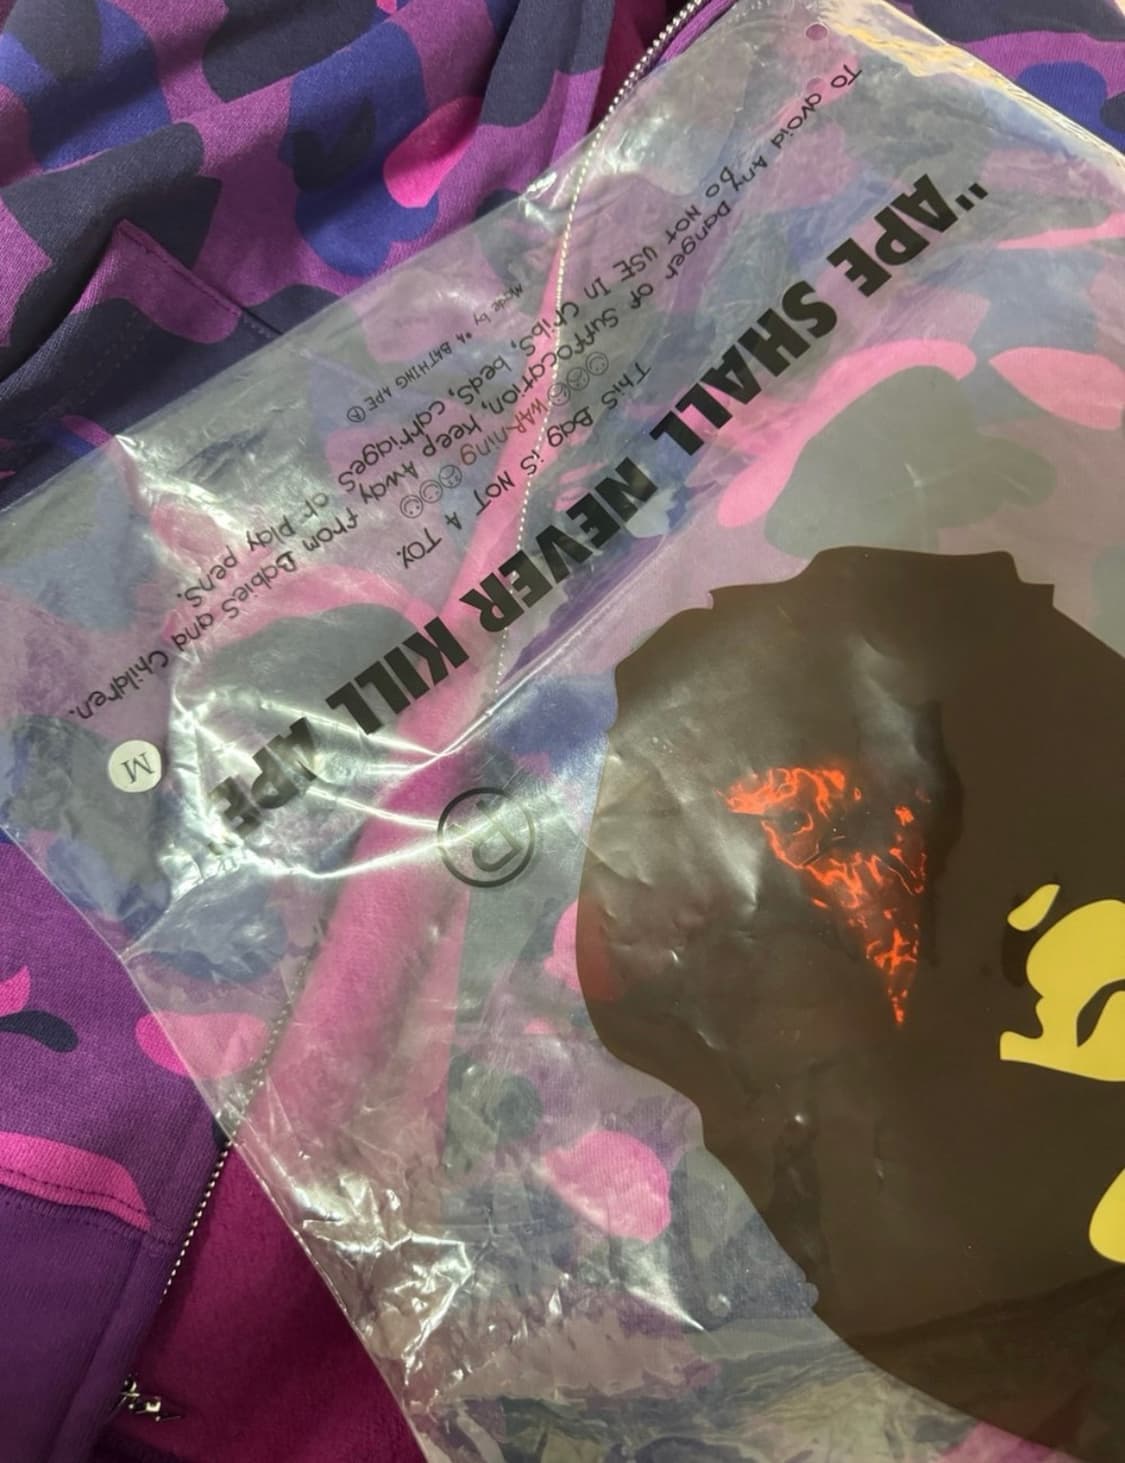 "APE SHALL NEVER KILL APE"
®
This Bag iS NOT A TOY.
WARning
To avoid Any Danger of Suffocation, keep Away from Babies and Children.
Do NOT USE In CribS, bedS, carriageS or play penS.
Made by *A BATHING APE®
M